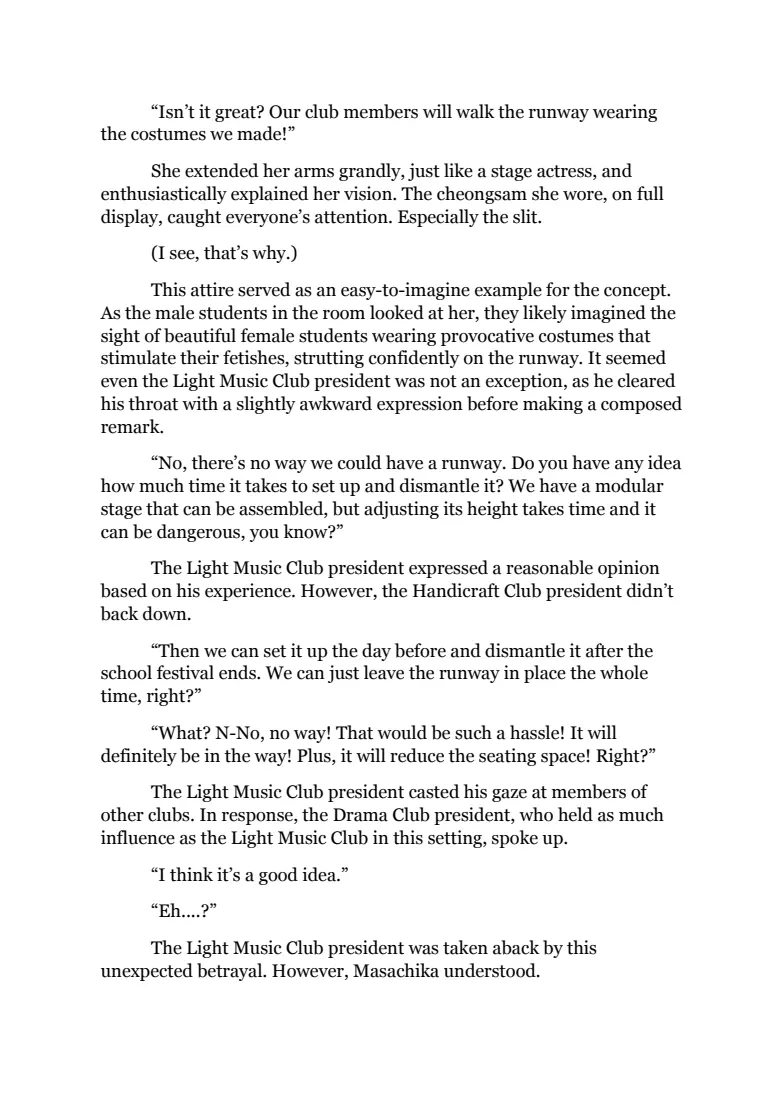 “Isn’t it great? Our club members will walk the runway wearing
the costumes we made!”
She extended her arms grandly, just like a stage actress, and
enthusiastically explained her vision. The cheongsam she wore, on full
display, caught everyone’s attention. Especially the slit.
(I see, that’s why.)
This attire served as an easy-to-imagine example for the concept.
As the male students in the room looked at her, they likely imagined the
sight of beautiful female students wearing provocative costumes that
stimulate their fetishes, strutting confidently on the runway. It seemed
even the Light Music Club president was not an exception, as he cleared
his throat with a slightly awkward expression before making a composed
remark.
“No, there’s no way we could have a runway. Do you have any idea
how much time it takes to set up and dismantle it? We have a modular
stage that can be assembled, but adjusting its height takes time and it
can be dangerous, you know?”
The Light Music Club president expressed a reasonable opinion
based on his experience. However, the Handicraft Club president didn’t
back down.
“Then we can set it up the day before and dismantle it after the
school festival ends. We can just leave the runway in place the whole
time, right?”
“What? N-No, no way! That would be such a hassle! It will
definitely be in the way! Plus, it will reduce the seating space! Right?”
The Light Music Club president casted his gaze at members of
other clubs. In response, the Drama Club president, who held as much
influence as the Light Music Club in this setting, spoke up.
“I think it’s a good idea.”
“Eh....?”
The Light Music Club president was taken aback by this
unexpected betrayal. However, Masachika understood.